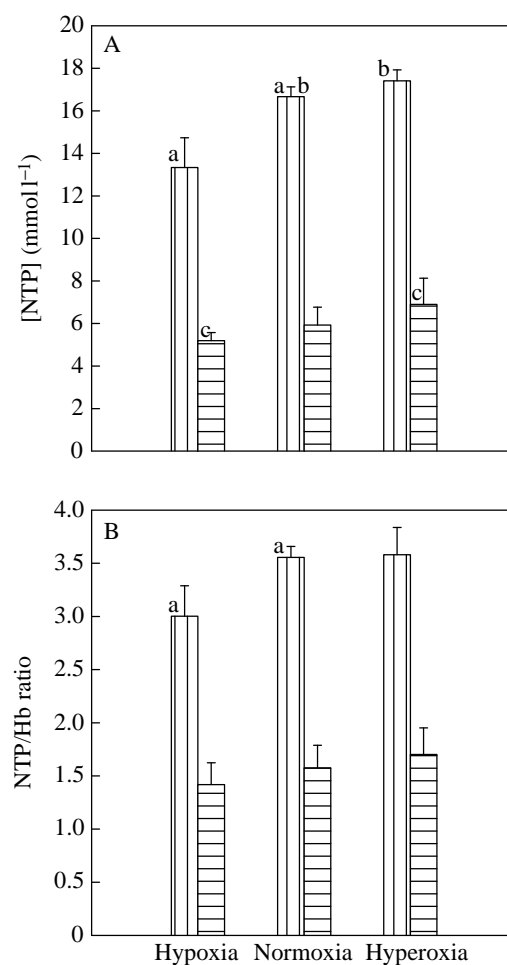 A
[NTP] (mmol l⁻¹)
20
18
16
14
12
10
8
6
4
2
0
a
c
a b
b
c
B
NTP/Hb ratio
4.0
3.5
3.0
2.5
2.0
1.5
1.0
0.5
0
a
a
Hypoxia Normoxia Hyperoxia